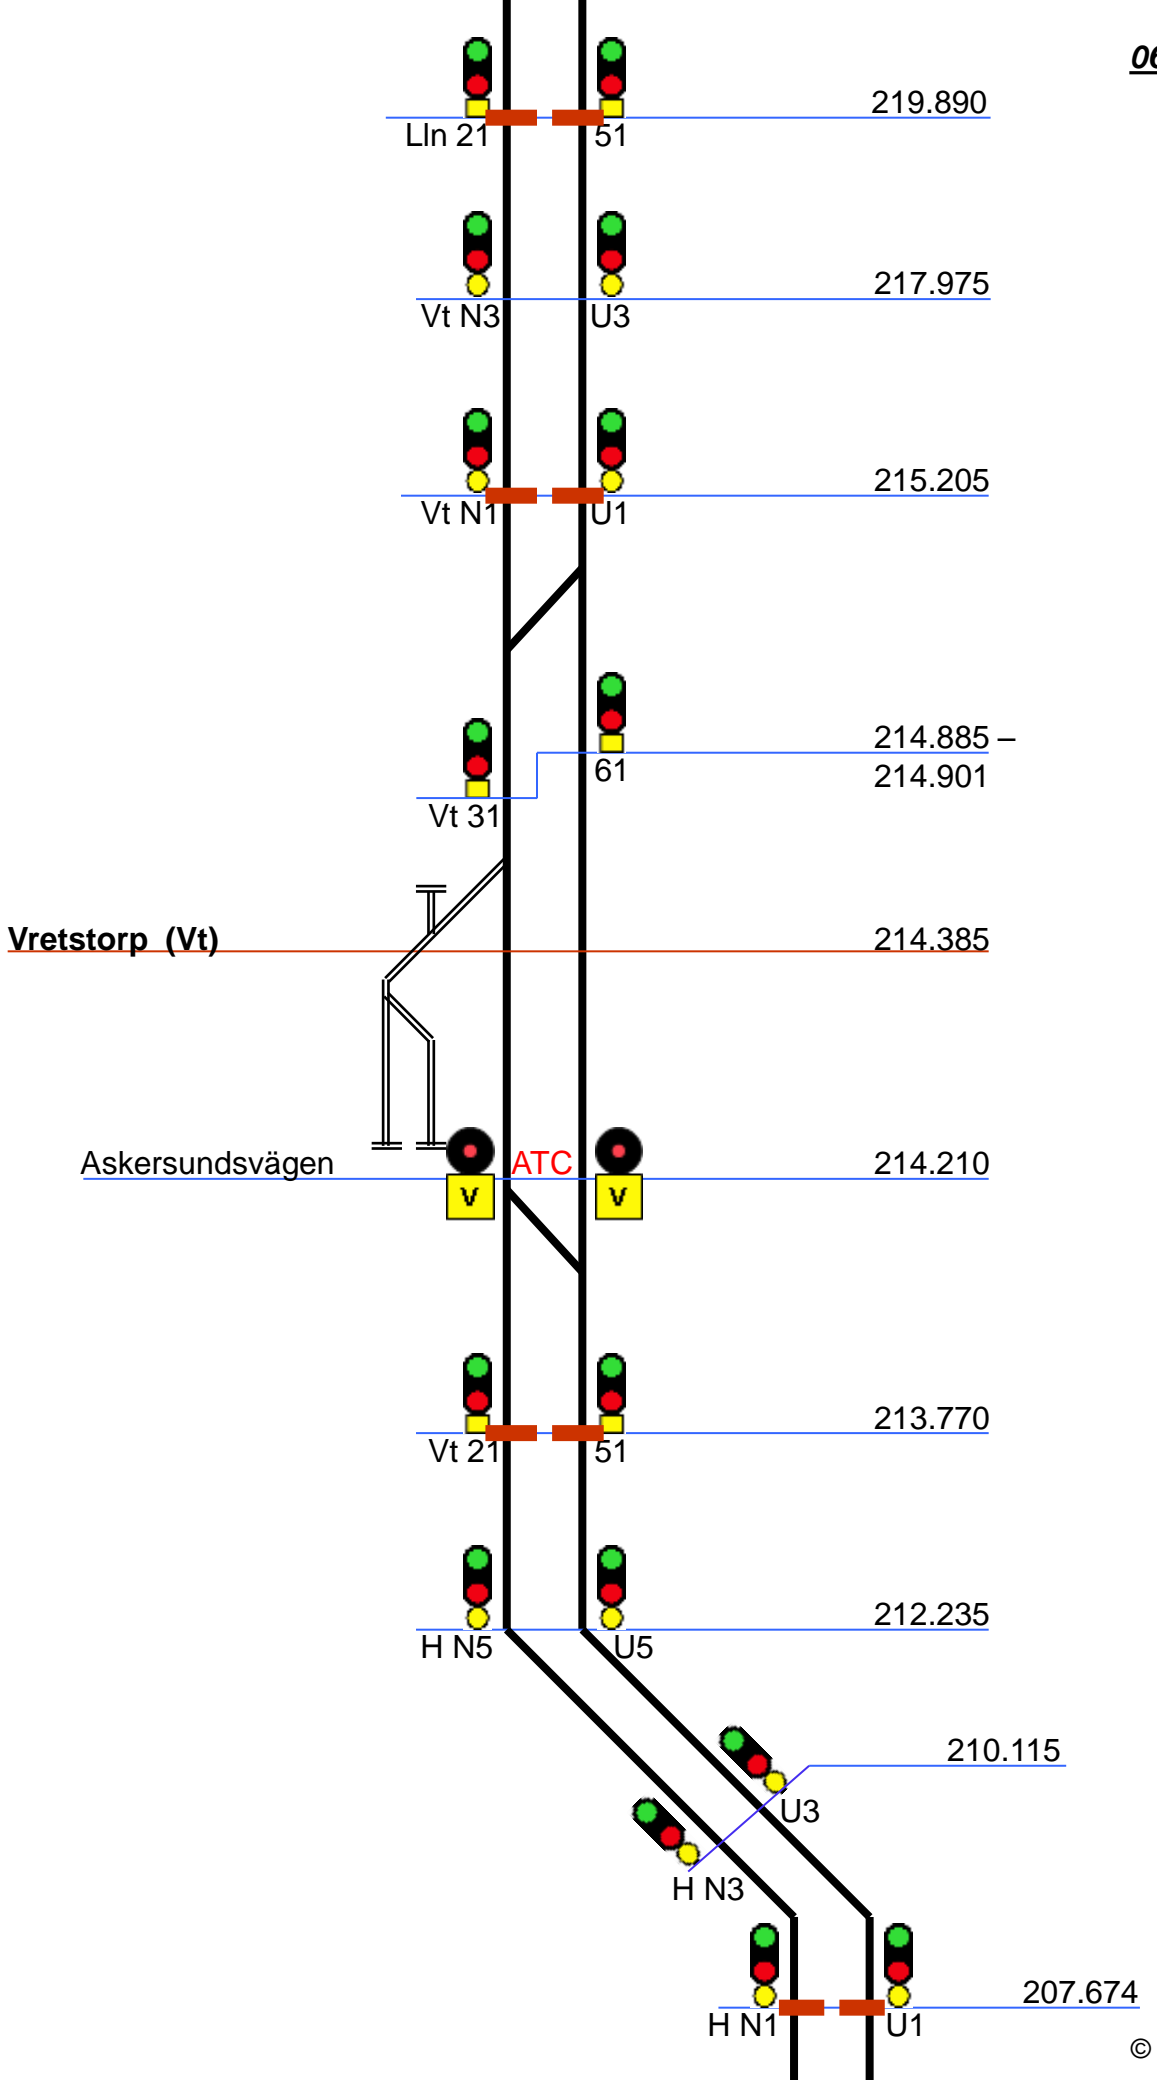 06
219.890
Lln 21 51
217.975
Vt N3 U3
215.205
Vt N1 U1
214.885 –
61 214.901
Vt 31
Vretstorp (Vt) 214.385
Askersundsvägen ATC 214.210
V V
213.770
Vt 21 51
212.235
H N5 U5
210.115
U3
H N3
207.674
H N1 U1
©